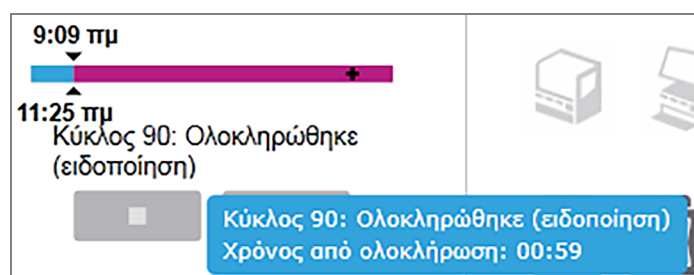 9:09 πμ
11:25 πμ
Κύκλος 90: Ολοκληρώθηκε
(ειδοποίηση)
Κύκλος 90: Ολοκληρώθηκε (ειδοποίηση)
Χρόνος από ολοκλήρωση: 00:59